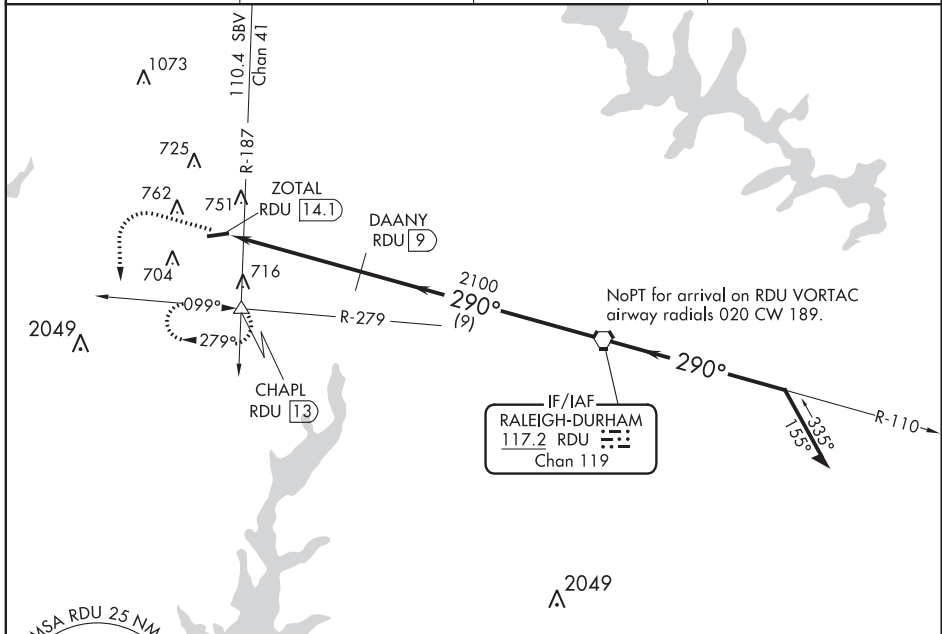 110.4 SBV
Chan 41
R-187
1073
725
762
751
ZOTAL
RDU 14.1
DAANY
RDU 9
704
716
2100
290°
(9)
NoPT for arrival on RDU VORTAC
airway radials 020 CW 189.
099°
R-279
2049
279°
290°
CHAPL
RDU 13
IF/IAF
RALEIGH-DURHAM
117.2 RDU
Chan 119
R-110
335°
155°
2049
MSA RDU 25 NM